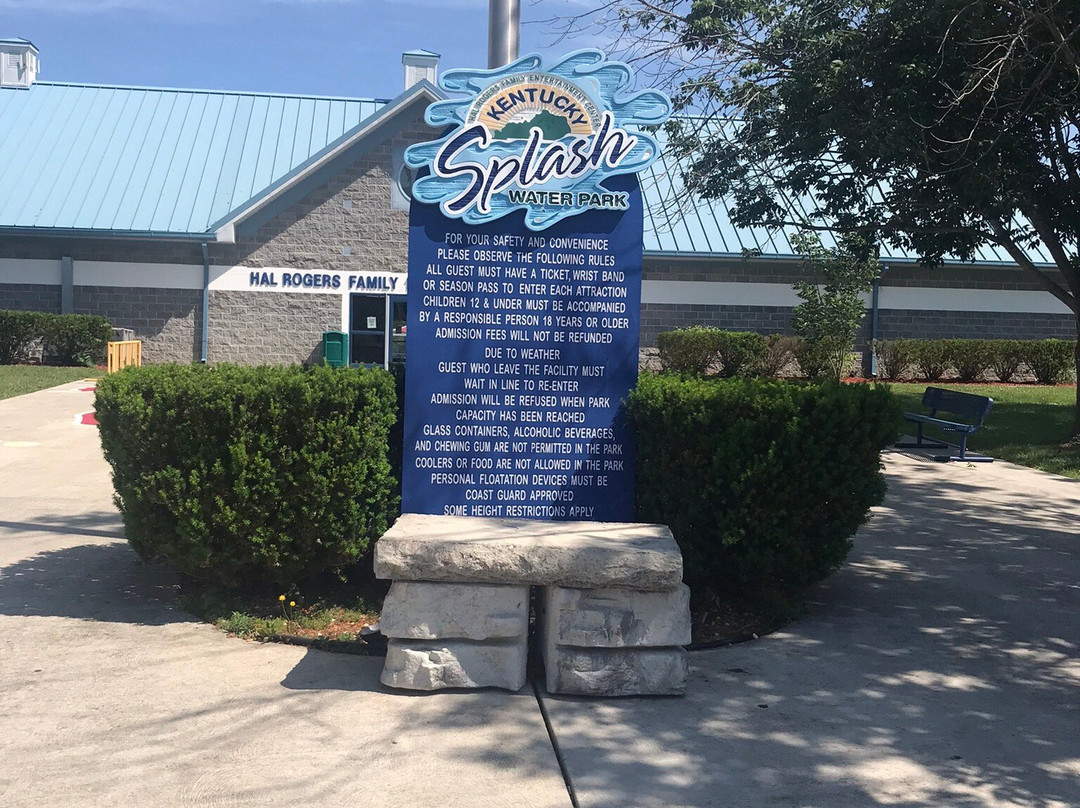 HAL ROGERS FAMILY ENTERTAINMENT CENTER
KENTUCKY
Splash
WATER PARK
FOR YOUR SAFETY AND CONVENIENCE
PLEASE OBSERVE THE FOLLOWING RULES
ALL GUEST MUST HAVE A TICKET, WRIST BAND
OR SEASON PASS TO ENTER EACH ATTRACTION
CHILDREN 12 & UNDER MUST BE ACCOMPANIED
BY A RESPONSIBLE PERSON 18 YEARS OR OLDER
ADMISSION FEES WILL NOT BE REFUNDED
DUE TO WEATHER
GUEST WHO LEAVE THE FACILITY MUST
WAIT IN LINE TO RE-ENTER
ADMISSION WILL BE REFUSED WHEN PARK
CAPACITY HAS BEEN REACHED
GLASS CONTAINERS, ALCOHOLIC BEVERAGES,
AND CHEWING GUM ARE NOT PERMITTED IN THE PARK
COOLERS OR FOOD ARE NOT ALLOWED IN THE PARK
PERSONAL FLOATATION DEVICES MUST BE
COAST GUARD APPROVED
SOME HEIGHT RESTRICTIONS APPLY
HAL ROGERS FAMILY